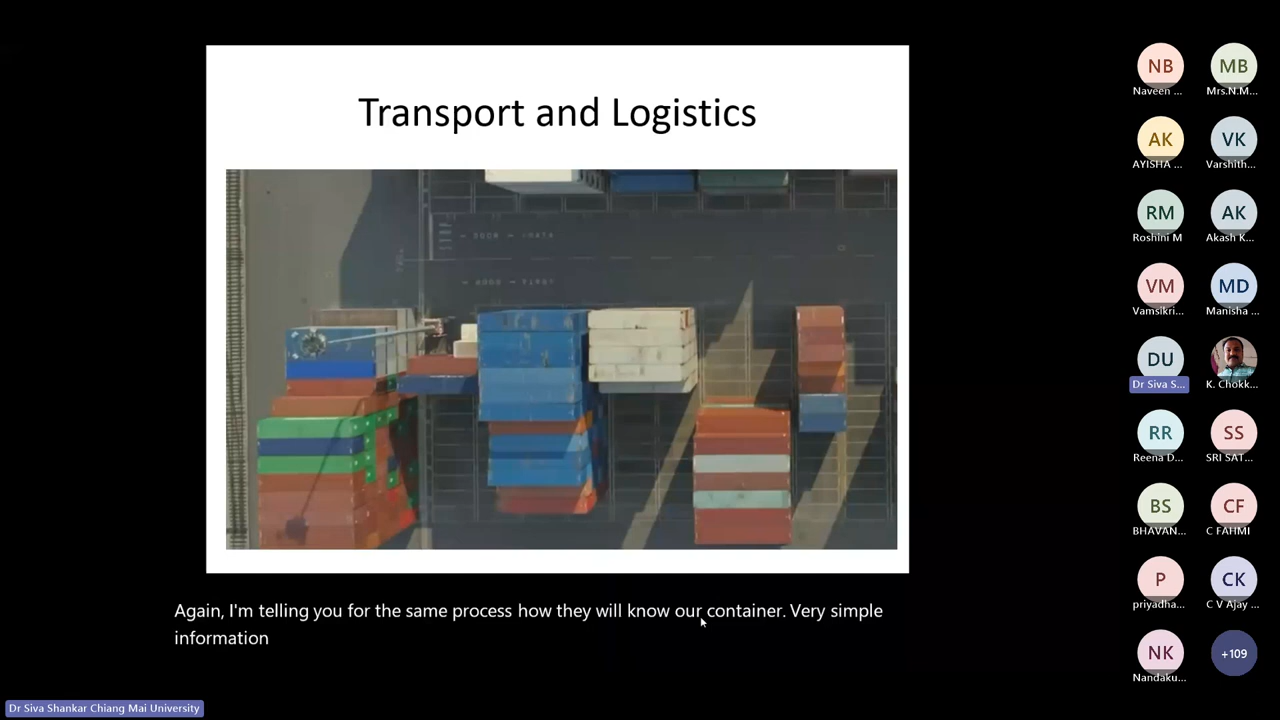 Transport and Logistics
Again, I'm telling you for the same process how they will know our container. Very simple
information
Dr Siva Shankar Chiang Mai University
NB
Naveen ...
MB
Mrs.N.M...
AK
AYISHA ...
VK
Varshith...
RM
Roshini M
AK
Akash K...
VM
Vamsikri...
MD
Manisha ...
DU
Dr Siva S...
K. Chokk...
RR
Reena D...
SS
SRI SAT...
BS
BHAVAN...
CF
C FAHMI
P
priyadha...
CK
C V Ajay ...
NK
Nandaku...
+109